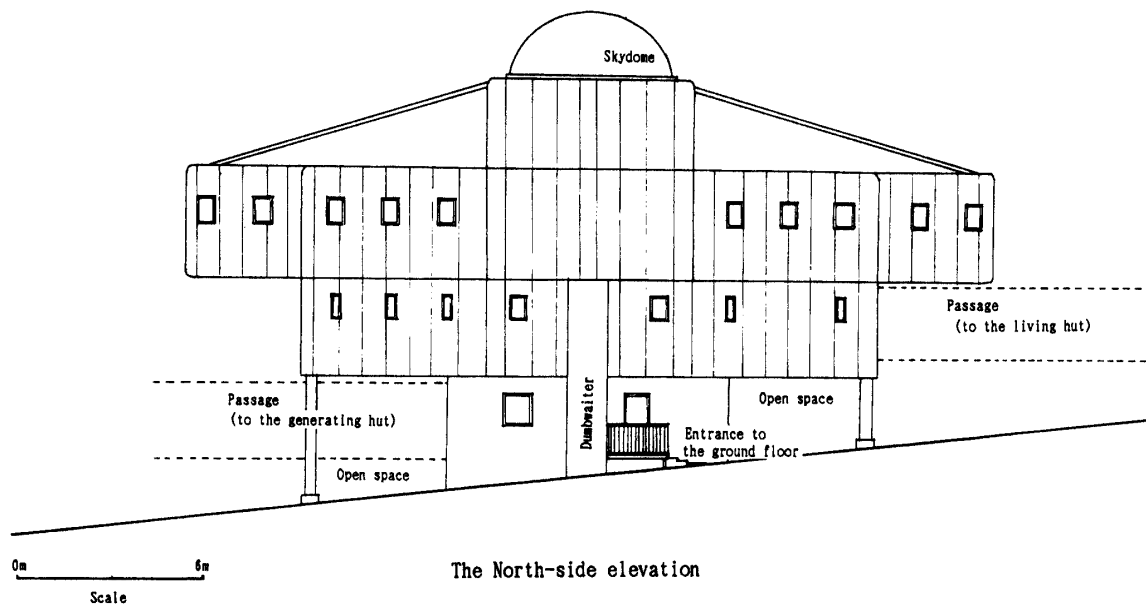 Skydome
Passage
(to the living hut)
Passage
(to the generating hut)
Open space
Dumbwaiter
Entrance to
the ground floor
Open space
0m 6m
Scale
The North-side elevation